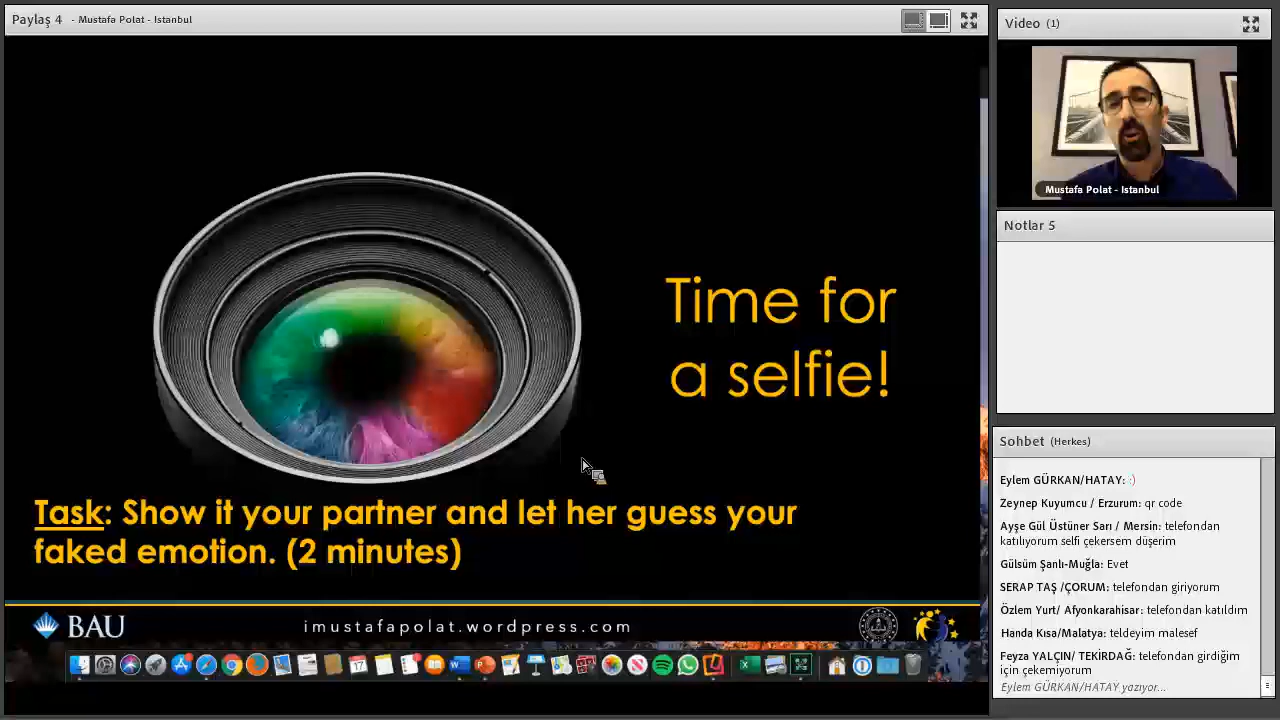 Paylaş 4 - Mustafa Polat - Istanbul
Time for
a selfie!
Task: Show it your partner and let her guess your
faked emotion. (2 minutes)
BAU
imustafapolat.wordpress.com
17
Video (1)
Mustafa Polat - Istanbul
Notlar 5
Sohbet (Herkes)
Eylem GÜRKAN/HATAY: :)
Zeynep Kuyumcu / Erzurum: qr code
Ayşe Gül Üstüner Sarı / Mersin: telefondan
katılıyorum selfi çekersem düşerim
Gülsüm Şanlı-Muğla: Evet
SERAP TAŞ /ÇORUM: telefondan giriyorum
Özlem Yurt/ Afyonkarahisar: telefondan katıldım
Handa Kısa/Malatya: teldeyim malesef
Feyza YALÇIN/ TEKİRDAĞ: telefondan girdiğim
için çekemiyorum
Eylem GÜRKAN/HATAY yazıyor...